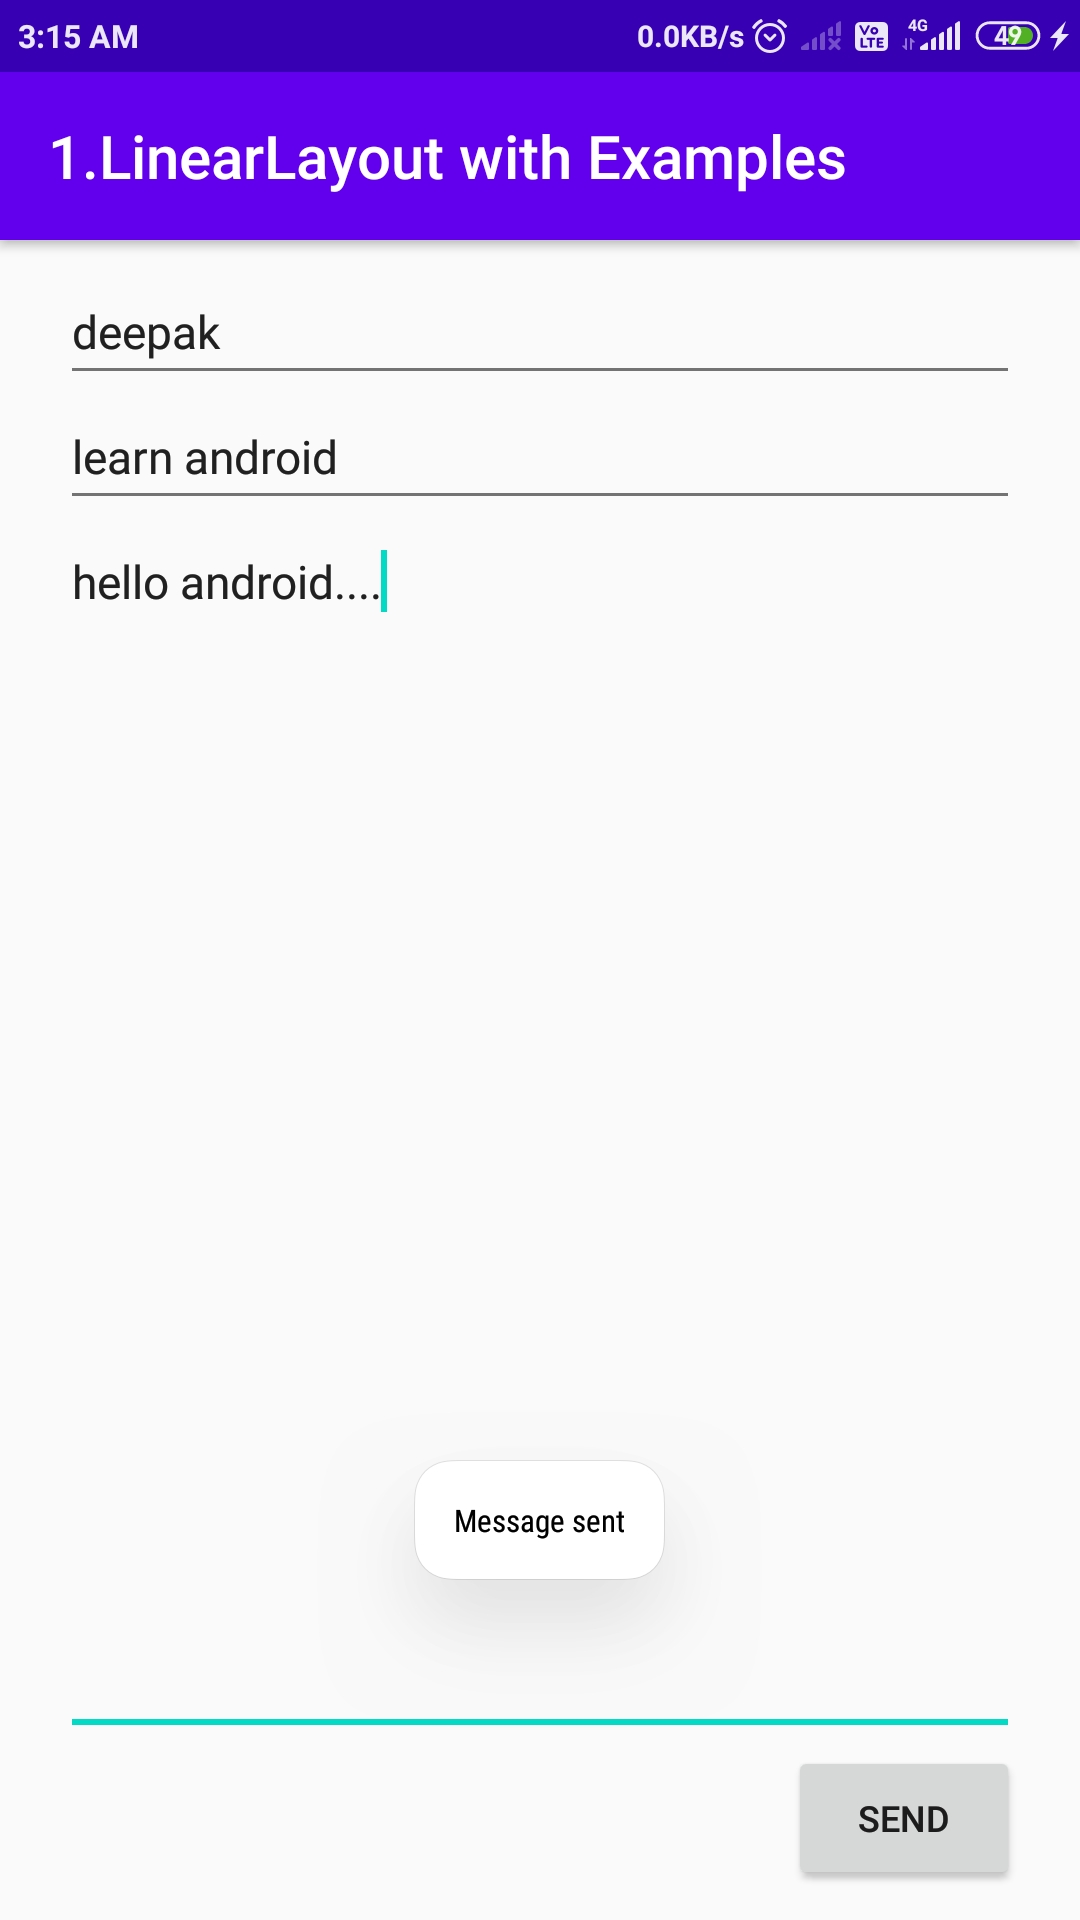 3:15 AM 0.0KB/s Vo LTE 4G 49
1.LinearLayout with Examples
deepak
learn android
hello android....
Message sent
SEND